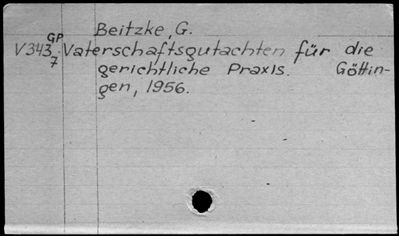 Beitzke, G.
GP
V343 Vaterschaftsgutachten für die
7
gerichtliche Praxis. Göttin-
gen, 1956.